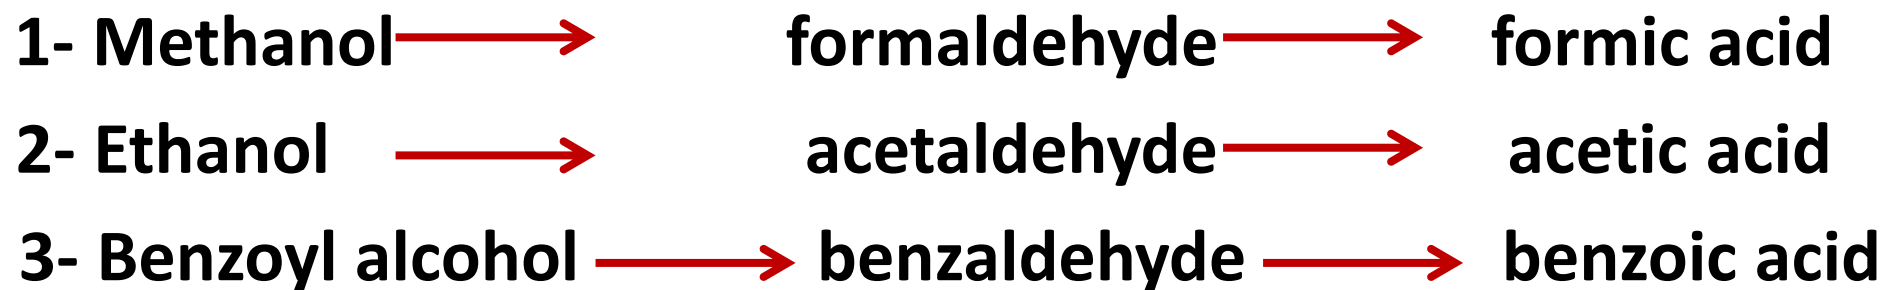 1- Methanol → formaldehyde → formic acid
2- Ethanol → acetaldehyde → acetic acid
3- Benzoyl alcohol → benzaldehyde → benzoic acid